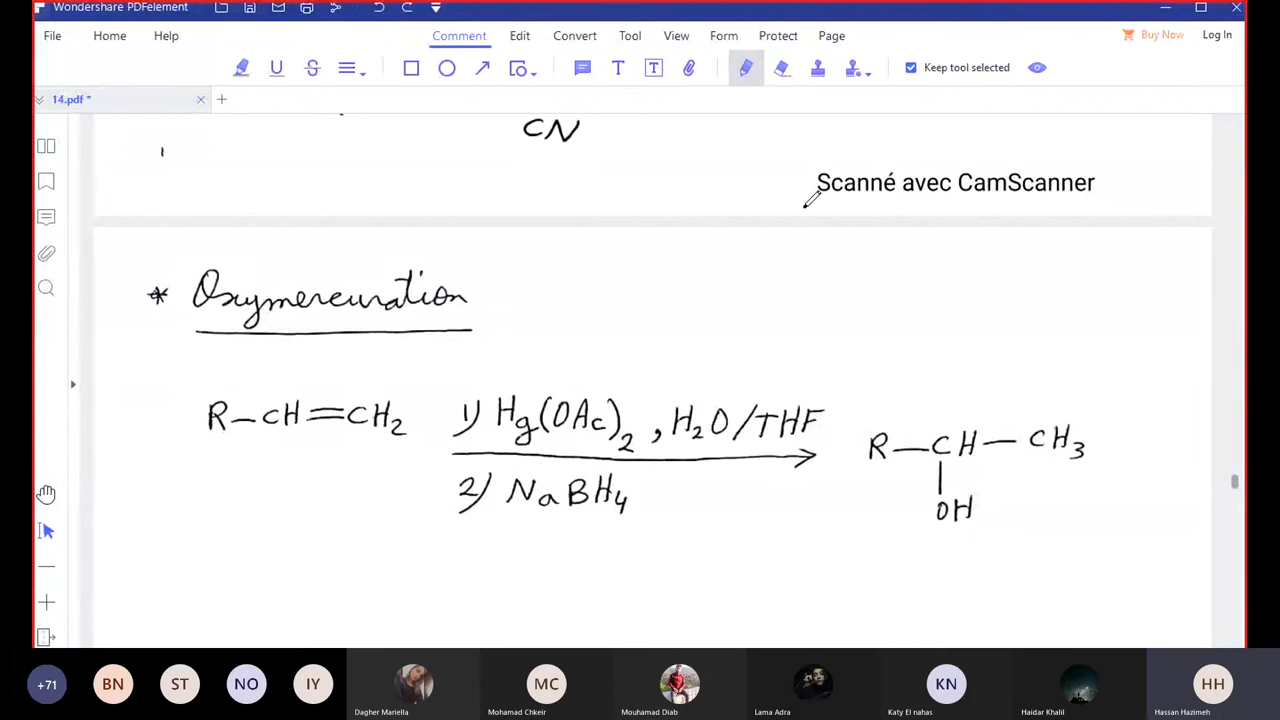 Wondershare PDFelement
File Home Help Comment Edit Convert Tool View Form Protect Page Buy Now Log In
Keep tool selected
14.pdf *
CN
Scanné avec CamScanner
* Oxymercuration
R—CH=CH2 1) Hg(OAc)2, H2O/THF
2) NaBH4
R—CH—CH3
OH
+71 BN ST NO IY MC KN HH
Dagher Mariella Mohamad Chkeir Mouhamad Diab Lama Adra Katy El nahas Haidar Khalil Hassan Hazimeh